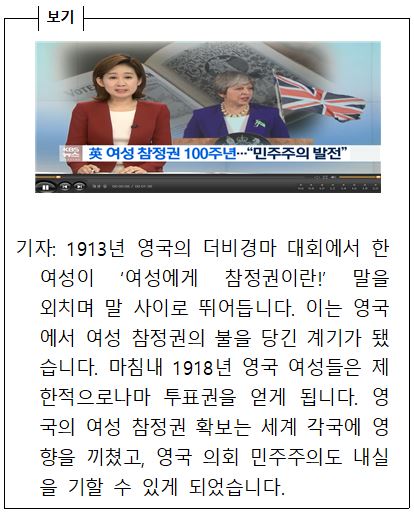 보기
VOTE
KBS
뉴스
英 여성 참정권 100주년…“민주주의 발전”
기자: 1913년 영국의 더비경마 대회에서 한
여성이 ‘여성에게 참정권이란!’ 말을
외치며 말 사이로 뛰어듭니다. 이는 영국
에서 여성 참정권의 불을 당긴 계기가 됐
습니다. 마침내 1918년 영국 여성들은 제
한적으로나마 투표권을 얻게 됩니다. 영
국의 여성 참정권 확보는 세계 각국에 영
향을 끼쳤고, 영국 의회 민주주의도 내실
을 기할 수 있게 되었습니다.